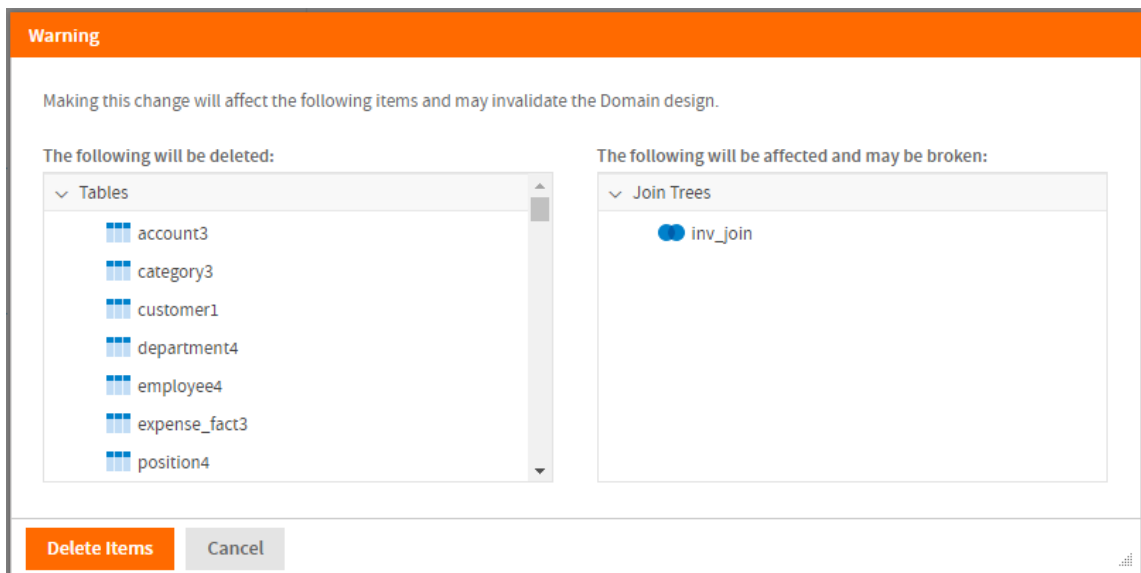 Warning
Making this change will affect the following items and may invalidate the Domain design.
The following will be deleted:
Tables
account3
category3
customer1
department4
employee4
expense_fact3
position4
The following will be affected and may be broken:
Join Trees
inv_join
Delete Items
Cancel